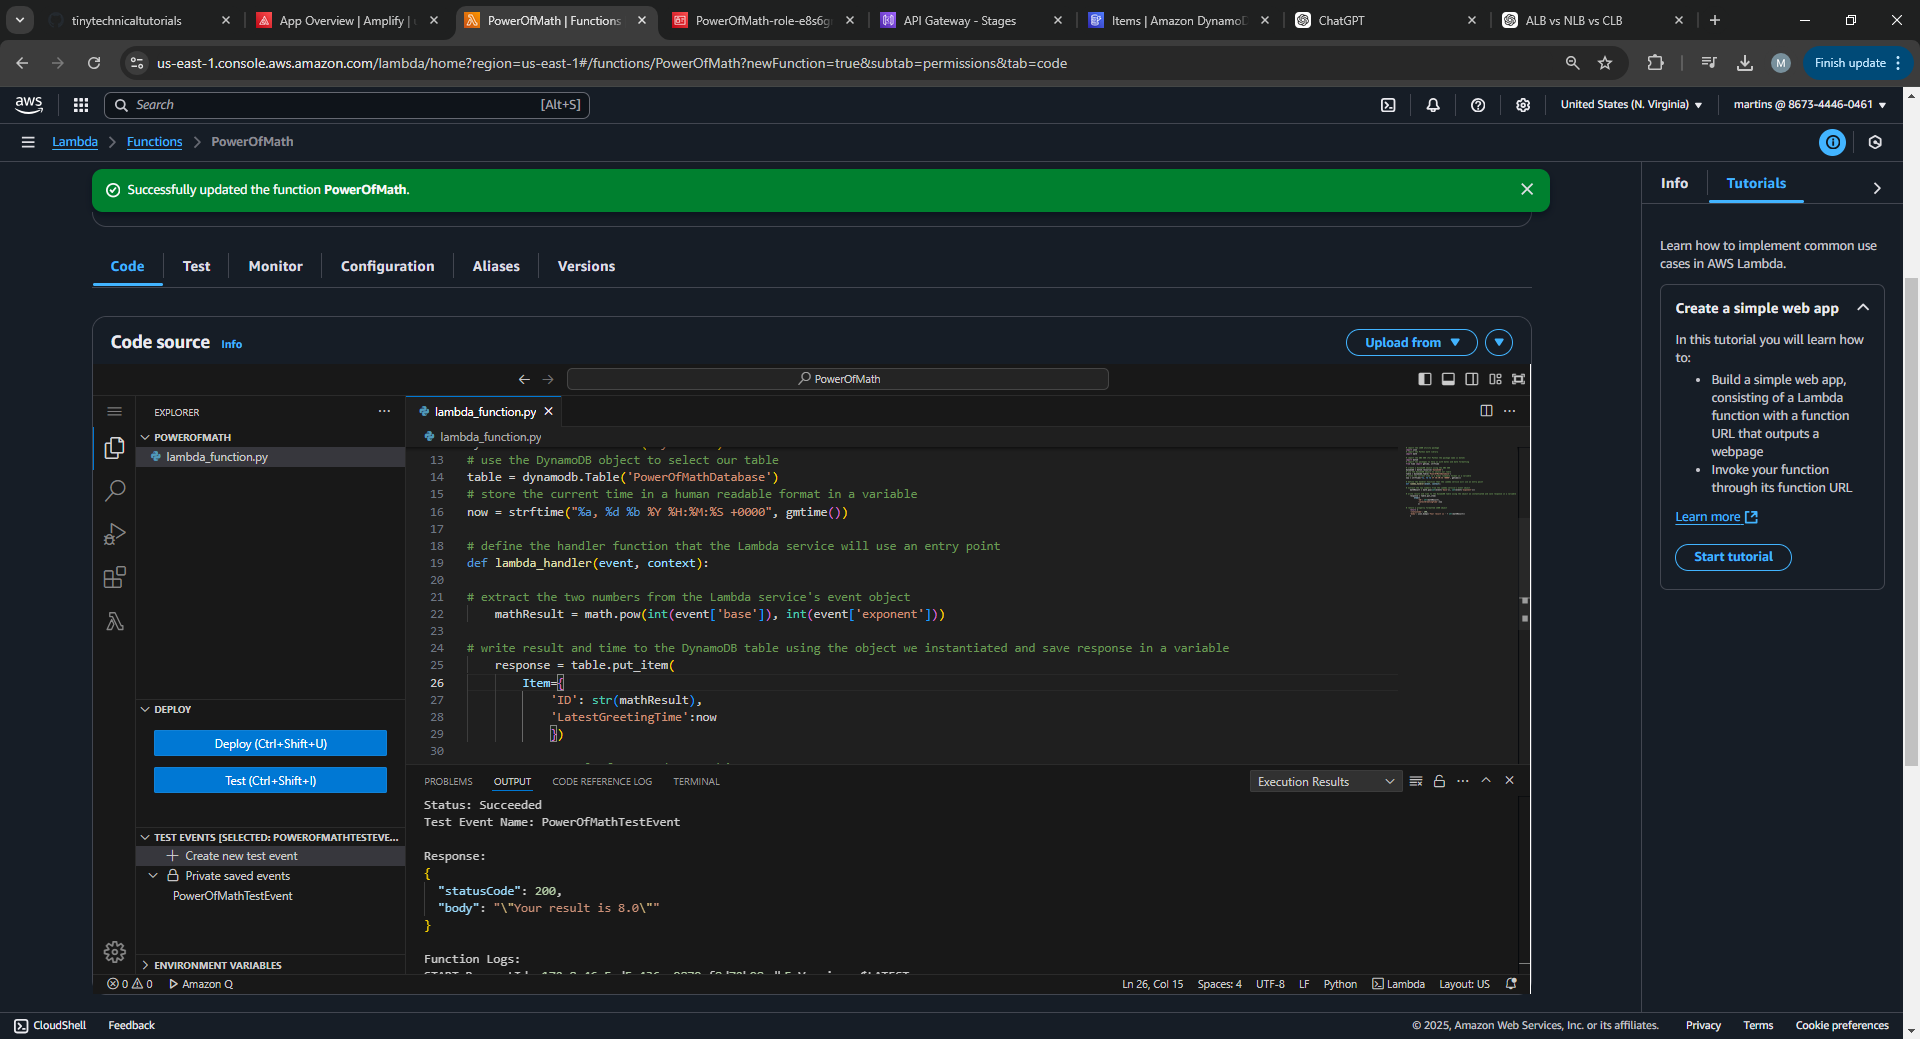 tinytechnicaltutorials
App Overview | Amplify |
PowerOfMath | Functions
PowerOfMath-role-e8s6g
API Gateway - Stages
Items | Amazon Dynamo
ChatGPT
ALB vs NLB vs CLB
us-east-1.console.aws.amazon.com/lambda/home?region=us-east-1#/functions/PowerOfMath?newFunction=true&subtab=permissions&tab=code
M
Finish update
aws
Search
[Alt+S]
United States (N. Virginia)
martins @ 8673-4446-0461
Lambda
Functions
PowerOfMath
Successfully updated the function PowerOfMath.
Code
Test
Monitor
Configuration
Aliases
Versions
Code source
Info
Upload from
PowerOfMath
EXPLORER
POWEROFMATH
lambda_function.py
DEPLOY
Deploy (Ctrl+Shift+U)
Test (Ctrl+Shift+I)
TEST EVENTS [SELECTED: POWEROFMATHTESTEVE...
Create new test event
Private saved events
PowerOfMathTestEvent
ENVIRONMENT VARIABLES
lambda_function.py
lambda_function.py
13 # use the DynamoDB object to select our table
14 table = dynamodb.Table('PowerOfMathDatabase')
15 # store the current time in a human readable format in a variable
16 now = strftime("%a, %d %b %Y %H:%M:%S +0000", gmtime())
17
18 # define the handler function that the Lambda service will use an entry point
19 def lambda_handler(event, context):
20
21 # extract the two numbers from the Lambda service's event object
22 mathResult = math.pow(int(event['base']), int(event['exponent']))
23
24 # write result and time to the DynamoDB table using the object we instantiated and save response in a variable
25 response = table.put_item(
26 Item={
27 'ID': str(mathResult),
28 'LatestGreetingTime':now
29 })
30
PROBLEMS
OUTPUT
CODE REFERENCE LOG
TERMINAL
Execution Results
Status: Succeeded
Test Event Name: PowerOfMathTestEvent
Response:
{
"statusCode": 200,
"body": "\"Your result is 8.0\""
}
Function Logs:
0
0
Amazon Q
Ln 26, Col 15
Spaces: 4
UTF-8
LF
Python
Lambda
Layout: US
Info
Tutorials
Learn how to implement common use
cases in AWS Lambda.
Create a simple web app
In this tutorial you will learn how
to:
• Build a simple web app,
consisting of a Lambda
function with a function
URL that outputs a
webpage
• Invoke your function
through its function URL
Learn more
Start tutorial
CloudShell
Feedback
© 2025, Amazon Web Services, Inc. or its affiliates.
Privacy
Terms
Cookie preferences